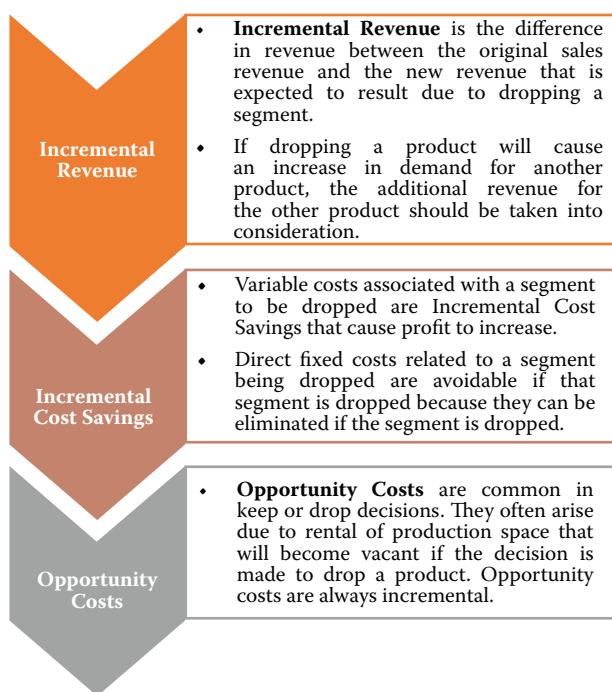 Incremental
Revenue
• Incremental Revenue is the difference
in revenue between the original sales
revenue and the new revenue that is
expected to result due to dropping a
segment.
• If dropping a product will cause
an increase in demand for another
product, the additional revenue for
the other product should be taken into
consideration.
Incremental
Cost Savings
• Variable costs associated with a segment
to be dropped are Incremental Cost
Savings that cause profit to increase.
• Direct fixed costs related to a segment
being dropped are avoidable if that
segment is dropped because they can be
eliminated if the segment is dropped.
Opportunity
Costs
• Opportunity Costs are common in
keep or drop decisions. They often arise
due to rental of production space that
will become vacant if the decision is
made to drop a product. Opportunity
costs are always incremental.